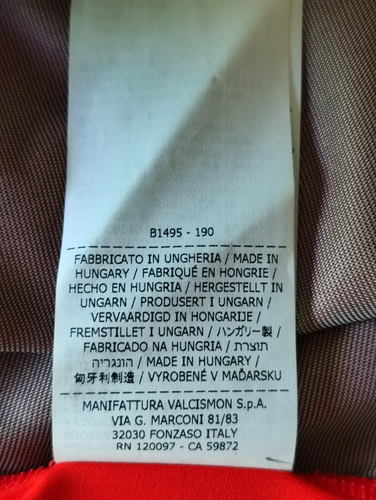 B1495 - 190
FABBRICATO IN UNGHERIA / MADE IN
HUNGARY / FABRIQUÉ EN HONGRIE /
HECHO EN HUNGRIA / HERGESTELLT IN
UNGARN / PRODUSERT I UNGARN /
VERVAARDIGD IN HONGARIJE /
FREMSTILLET I UNGARN / ハンガリー製 /
FABRICADO NA HUNGRIA / תוצרת
הונגריה / MADE IN HUNGARY /
匈牙利制造 / VYROBENÉ V MAĎARSKU
MANIFATTURA VALCISMON S.p.A.
VIA G. MARCONI 81/83
32030 FONZASO ITALY
RN 120097 - CA 59872